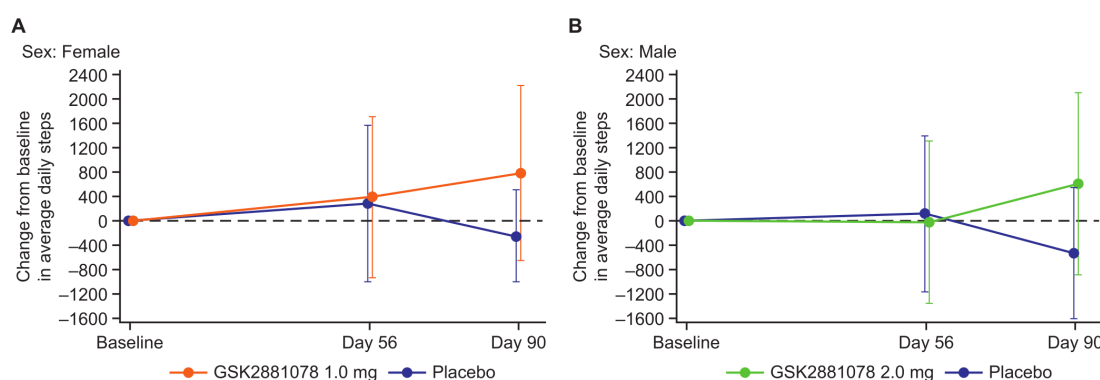 A
Sex: Female
Change from baseline
in average daily steps
2400
2000
1600
1200
800
400
0
–400
–800
–1200
–1600
Baseline
Day 56
Day 90
GSK2881078 1.0 mg
Placebo
B
Sex: Male
Change from baseline
in average daily steps
2400
2000
1600
1200
800
400
0
–400
–800
–1200
–1600
Baseline
Day 56
Day 90
GSK2881078 2.0 mg
Placebo